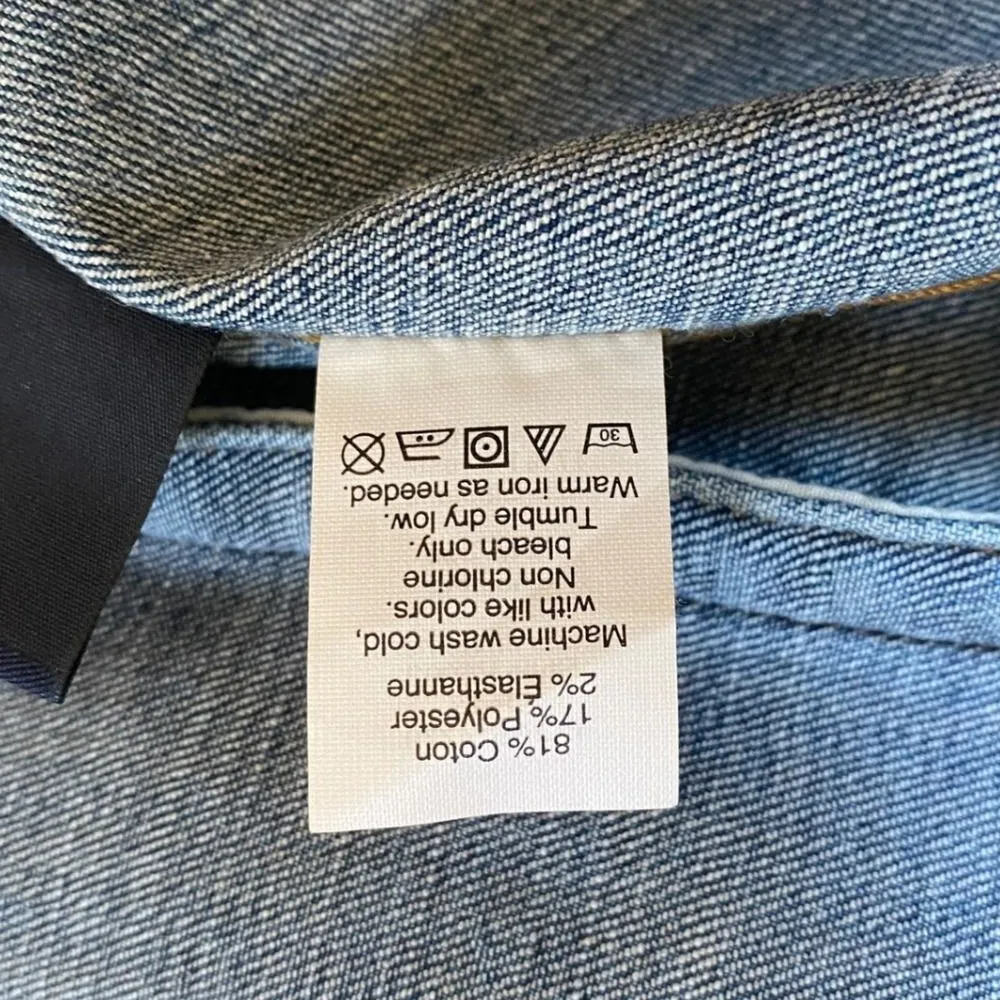 81% Coton
17% Polyester
2% Élasthanne
Machine wash cold,
with like colors.
Non chlorine
bleach only.
Tumble dry low.
Warm iron as needed.
30